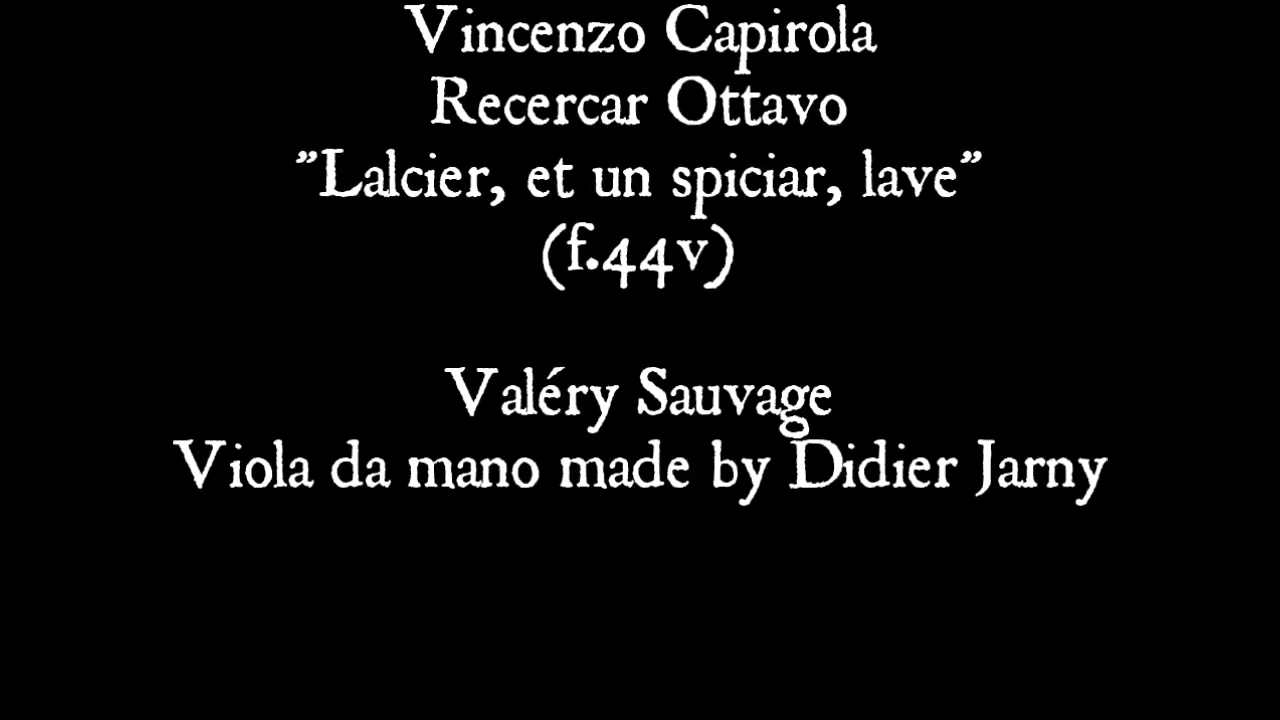 Vincenzo Capirola
Recercar Ottavo
"Lalcier, et un spiciar, lave"
(f.44v)
Valéry Sauvage
Viola da mano made by Didier Jarny